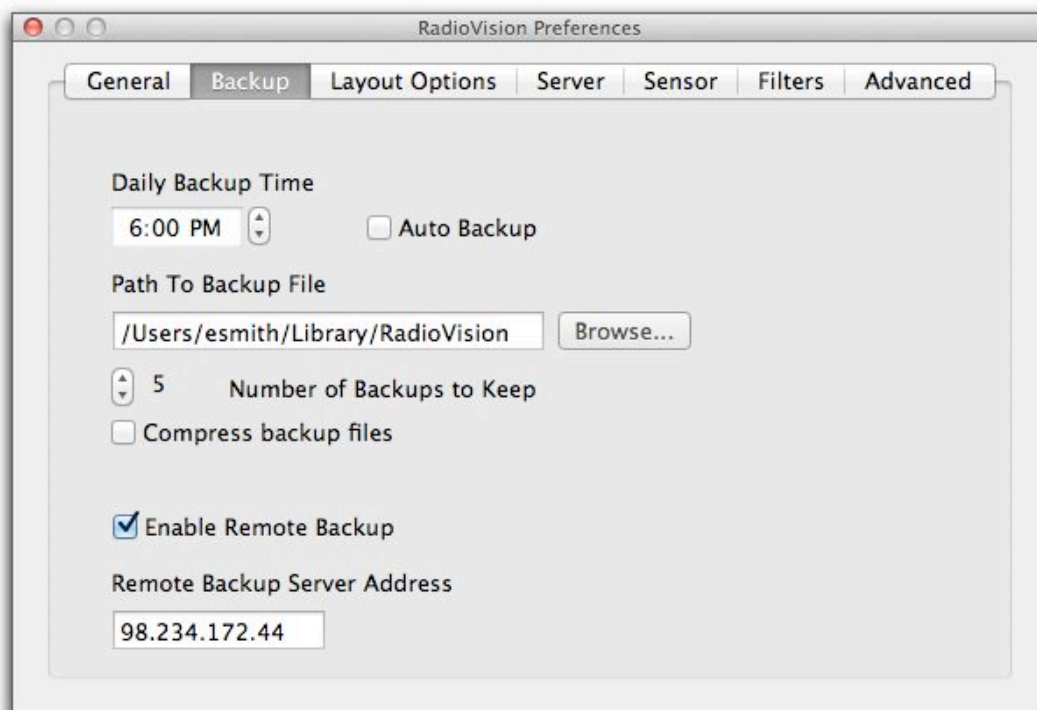 RadioVision Preferences
General Backup Layout Options Server Sensor Filters Advanced
Daily Backup Time
6:00 PM Auto Backup
Path To Backup File
/Users/esmith/Library/RadioVision Browse...
5 Number of Backups to Keep
Compress backup files
Enable Remote Backup
Remote Backup Server Address
98.234.172.44